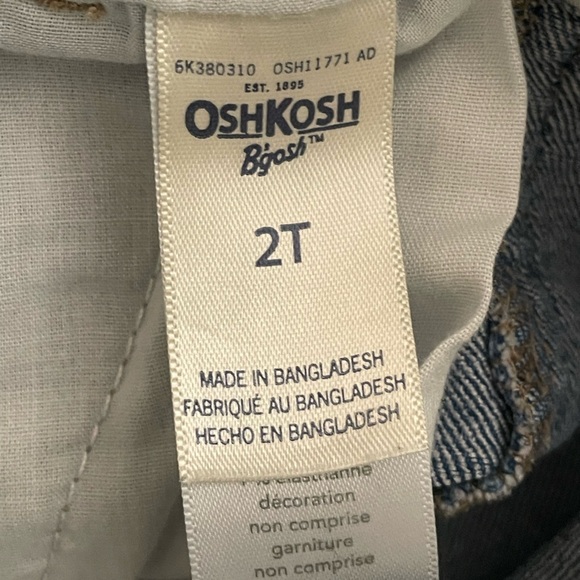 6K380310 OSH11771 AD
EST. 1895
OSHKOSH
B'gosh™
2T
MADE IN BANGLADESH
FABRIQUÉ AU BANGLADESH
HECHO EN BANGLADESH
élasthanne
décoration
non comprise
garniture
non comprise